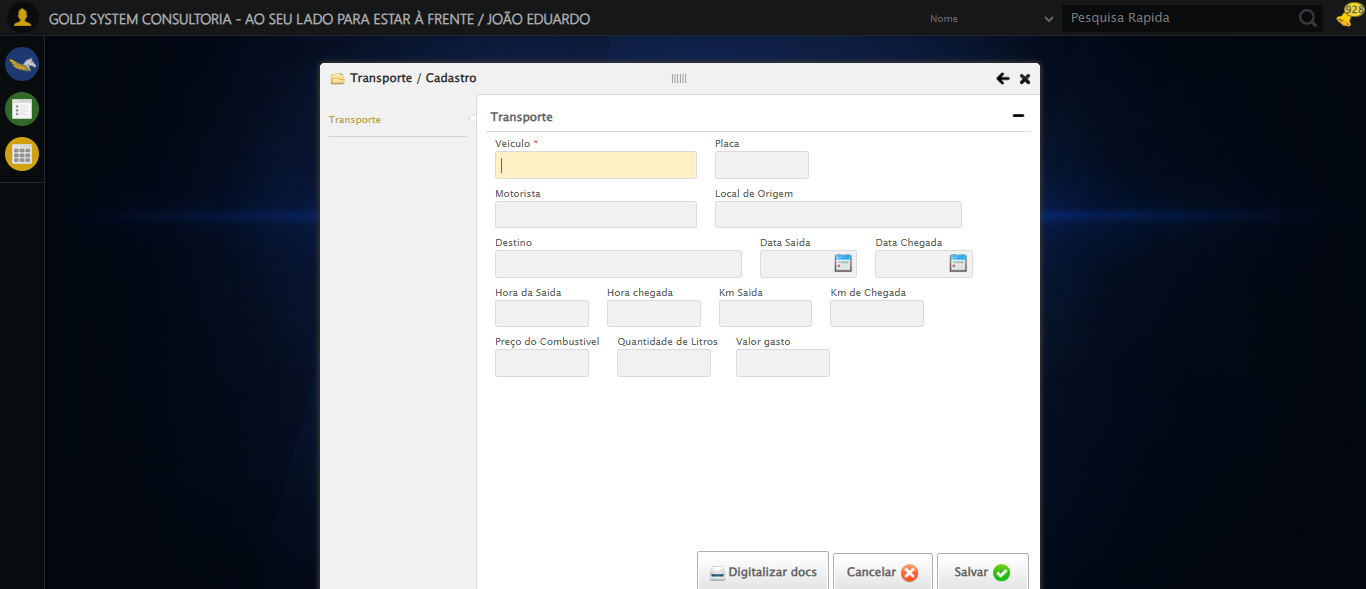 GOLD SYSTEM CONSULTORIA - AO SEU LADO PARA ESTAR À FRENTE / JOÃO EDUARDO
Nome
Pesquisa Rapida
928
Transporte / Cadastro
Transporte
Transporte
Veiculo * Placa
Motorista Local de Origem
Destino Data Saida Data Chegada
Hora da Saida Hora chegada Km Saida Km de Chegada
Preço do Combustivel Quantidade de Litros Valor gasto
Digitalizar docs Cancelar Salvar